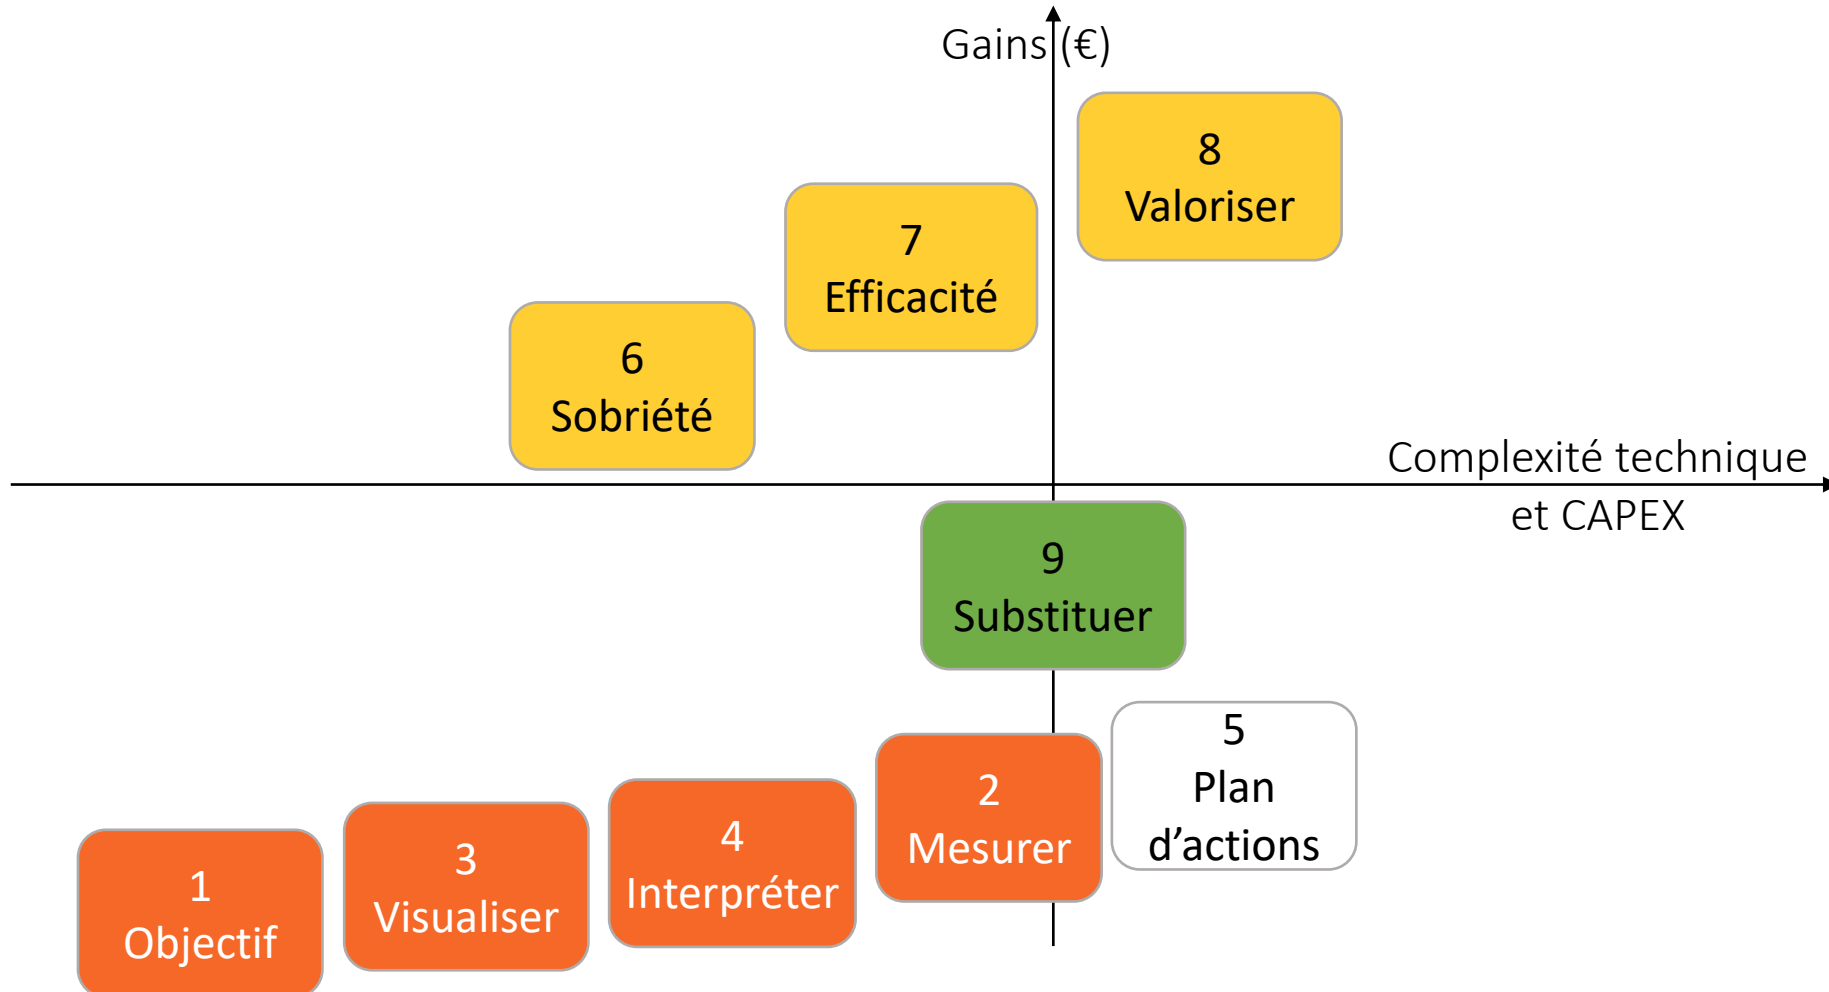 Gains (€)
8
Valoriser
7
Efficacité
6
Sobriété
Complexité technique
et CAPEX
9
Substituer
5
Plan
d’actions
2
Mesurer
4
Interpréter
3
Visualiser
1
Objectif